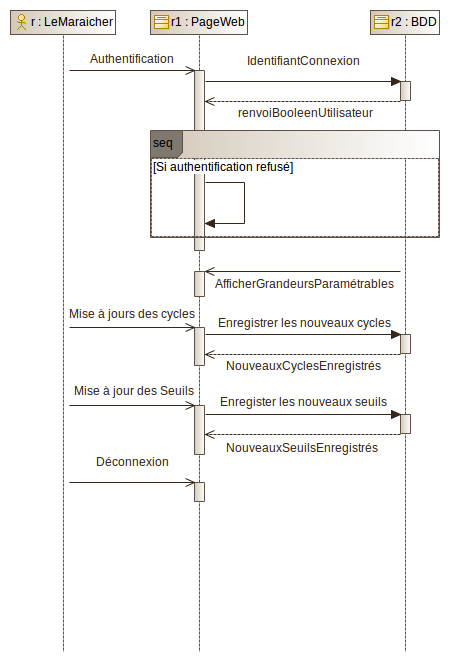 r : LeMaraicher
r1 : PageWeb
r2 : BDD
Authentification
IdentifiantConnexion
renvoiBooleenUtilisateur
seq
[Si authentification refusé]
AfficherGrandeursParamétrables
Mise à jours des cycles
Enregistrer les nouveaux cycles
NouveauxCyclesEnregistrés
Mise à jour des Seuils
Enregister les nouveaux seuils
NouveauxSeuilsEnregistrés
Déconnexion